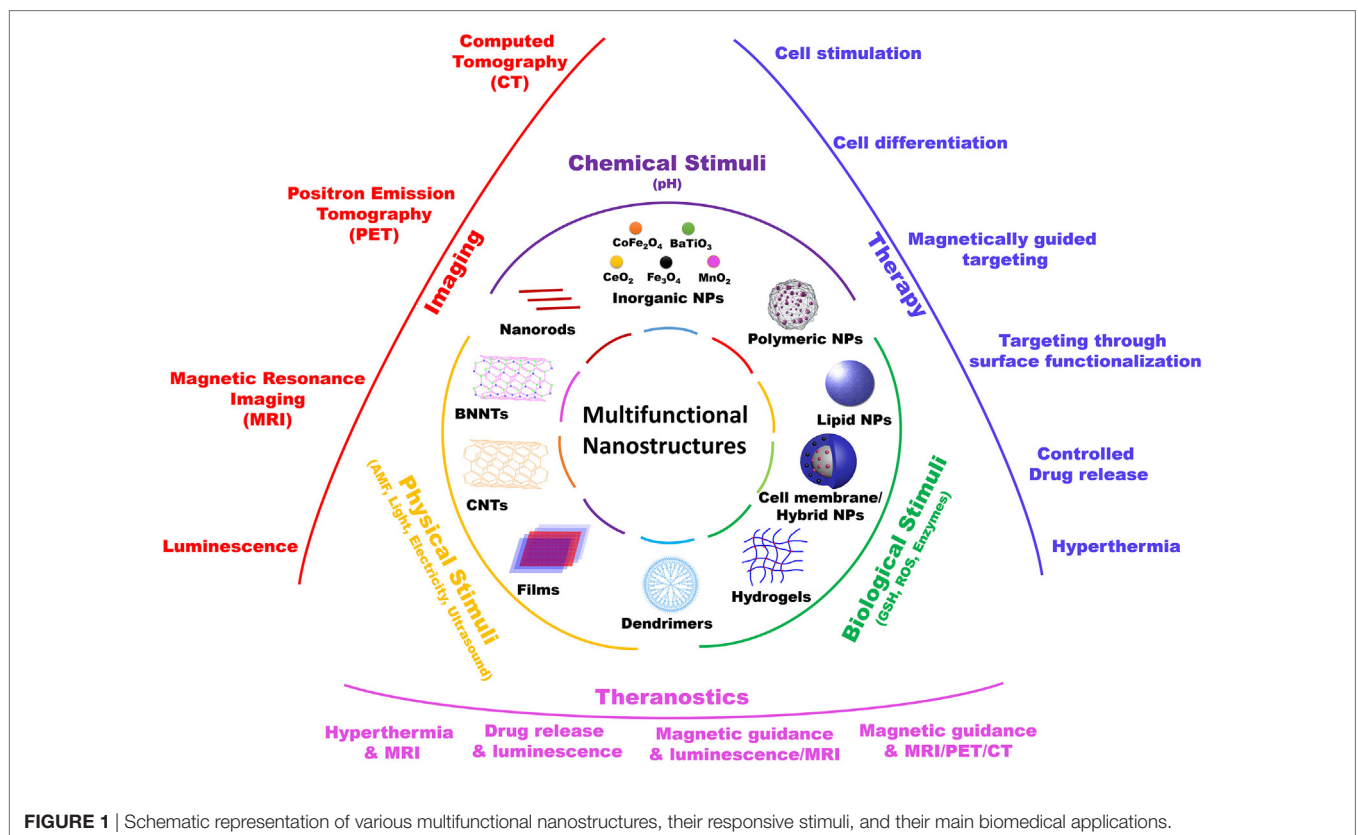 Computed
Tomography
(CT)
Positron Emission
Tomography
(PET)
Magnetic Resonance
Imaging
(MRI)
Luminescence
Imaging
Cell stimulation
Cell differentiation
Magnetically guided
targeting
Targeting through
surface functionalization
Controlled
Drug release
Hyperthermia
Therapy
Chemical Stimuli
(pH)
CoFe₂O₄ BaTiO₃
CeO₂ Fe₃O₄ MnO₂
Inorganic NPs
Nanorods
Polymeric NPs
BNNTs
Lipid NPs
Multifunctional
Nanostructures
CNTs
Cell membrane/
Hybrid NPs
Films
Hydrogels
Dendrimers
Physical Stimuli
(AMF, Light, Electricity, Ultrasound)
Biological Stimuli
(GSH, ROS, Enzymes)
Theranostics
Hyperthermia
& MRI
Drug release
& luminescence
Magnetic guidance
& luminescence/MRI
Magnetic guidance
& MRI/PET/CT
FIGURE 1 | Schematic representation of various multifunctional nanostructures, their responsive stimuli, and their main biomedical applications.